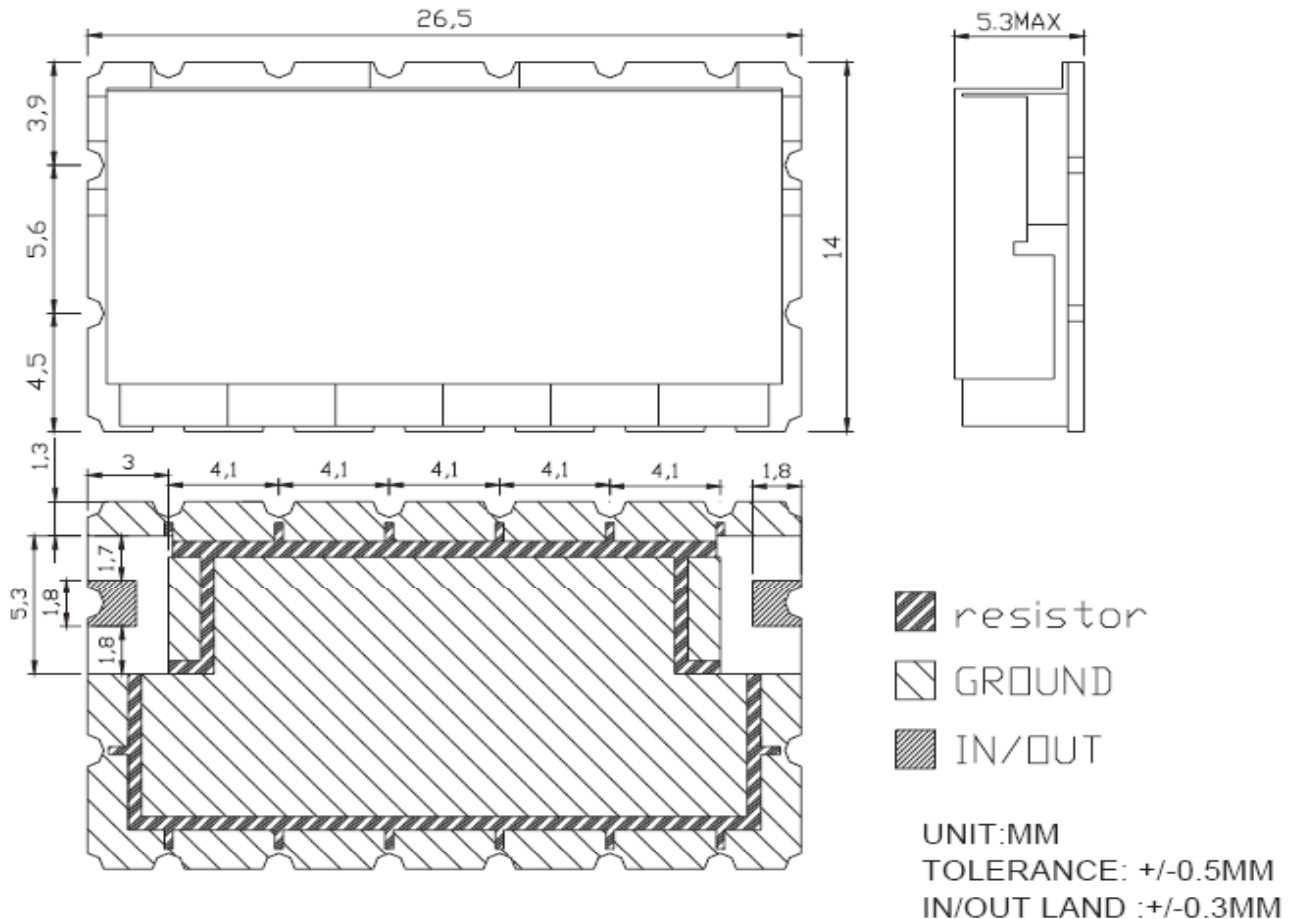 26,5
5.3MAX
3,9
5,6
4,5
14
1,3
3
4,1
4,1
4,1
4,1
4,1
1,8
5,3
1,7
1,8
1,8
resistor
GROUND
IN/OUT
UNIT:MM
TOLERANCE: +/-0.5MM
IN/OUT LAND :+/-0.3MM